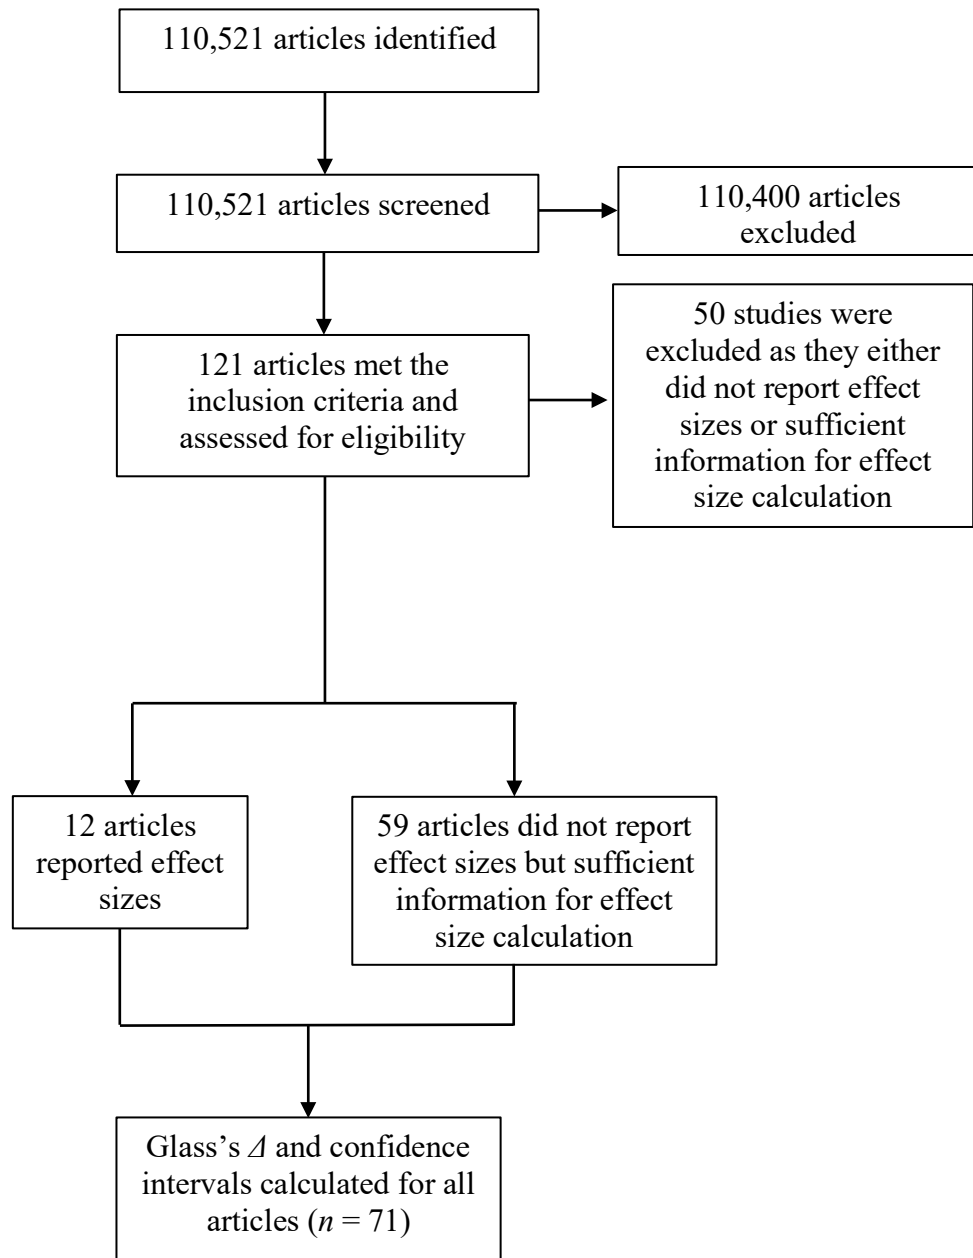 110,521 articles identified
110,521 articles screened
110,400 articles
excluded
121 articles met the
inclusion criteria and
assessed for eligibility
50 studies were
excluded as they either
did not report effect
sizes or sufficient
information for effect
size calculation
12 articles
reported effect
sizes
59 articles did not report
effect sizes but sufficient
information for effect
size calculation
Glass’s Δ and confidence
intervals calculated for all
articles (n = 71)